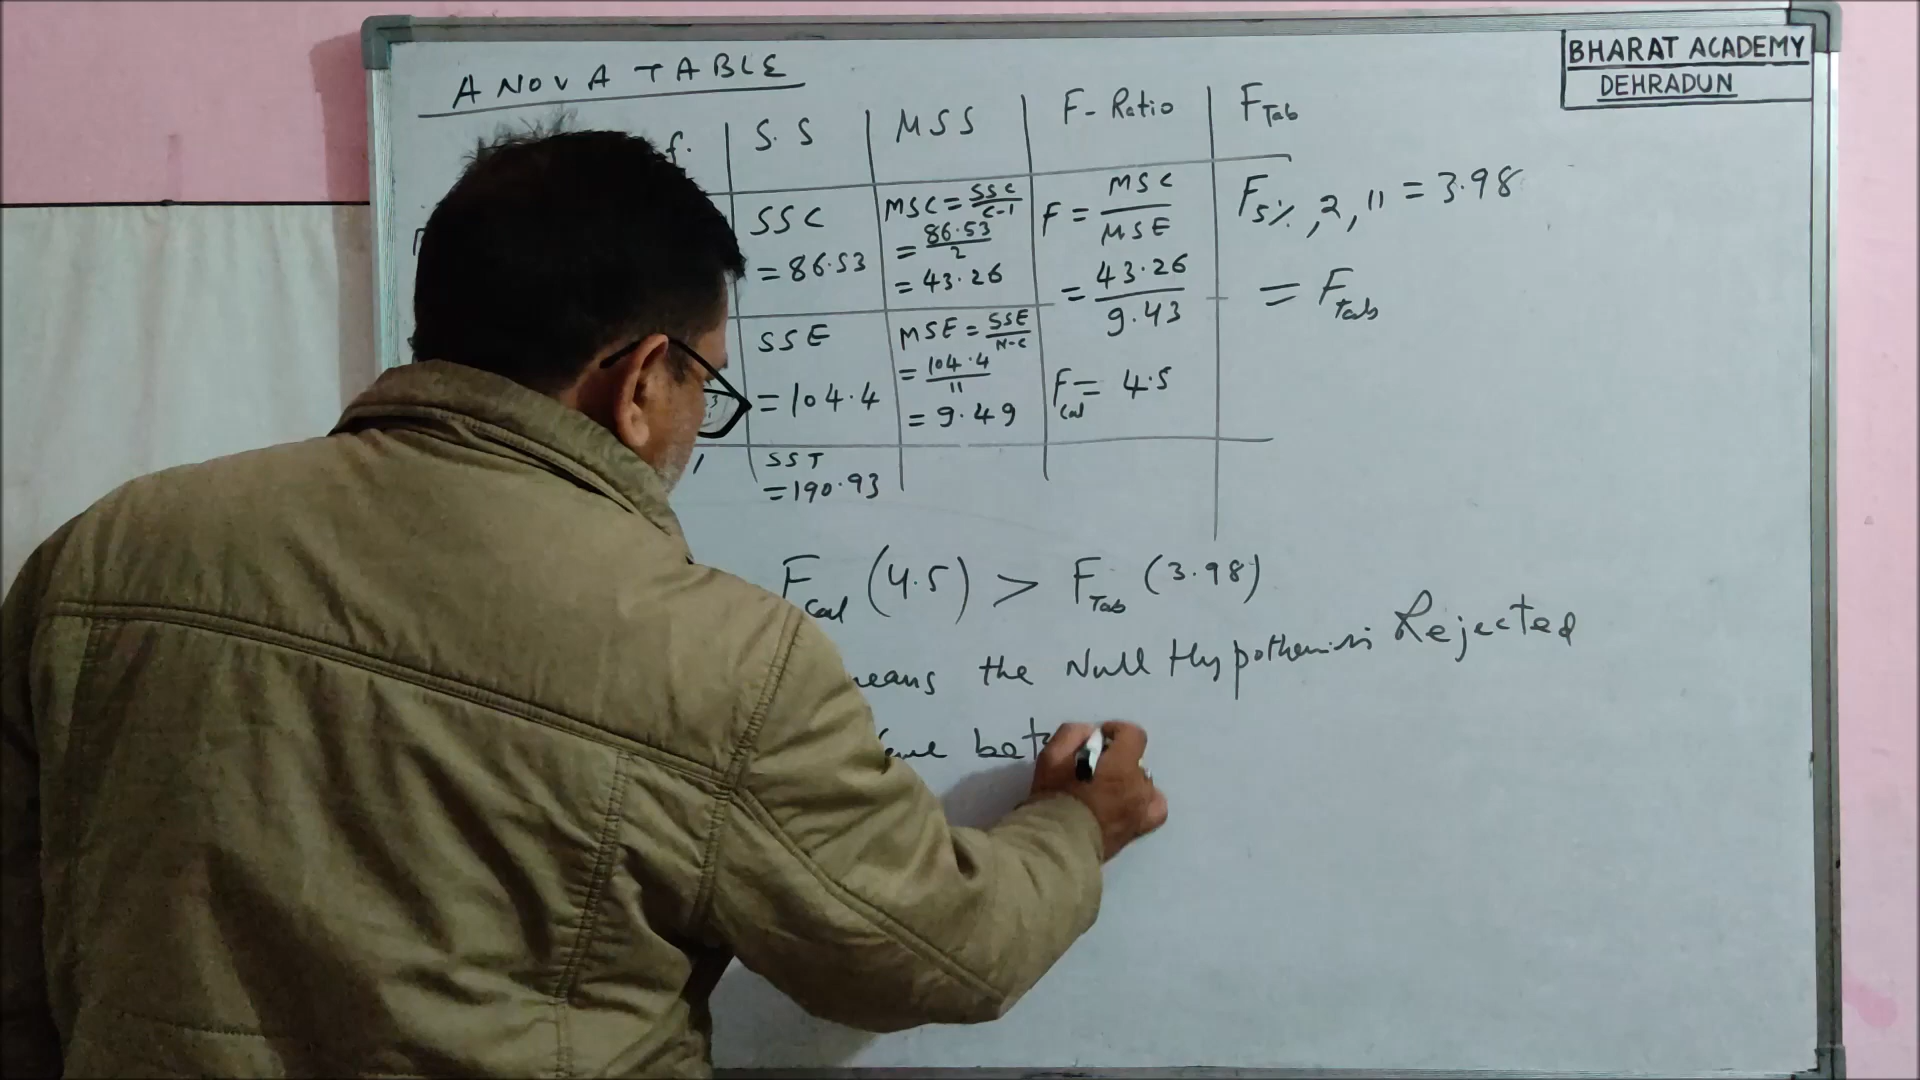 BHARAT ACADEMY
DEHRADUN
ANOVA TABLE
f. S.S MSS F-Ratio FTab
SSC
= 86.53
MSC = SSC/C-1
= 86.53/2
= 43.26
F = MSC/MSE
= 43.26/9.43
Fcal = 4.5
F5%, 2, 11 = 3.98
= Ftab
SSE
= 104.4
MSE = SSE/N-C
= 104.4/11
= 9.49
SST
= 190.93
Fcal (4.5) > FTab (3.98)
means the Null Hypothesis Rejected